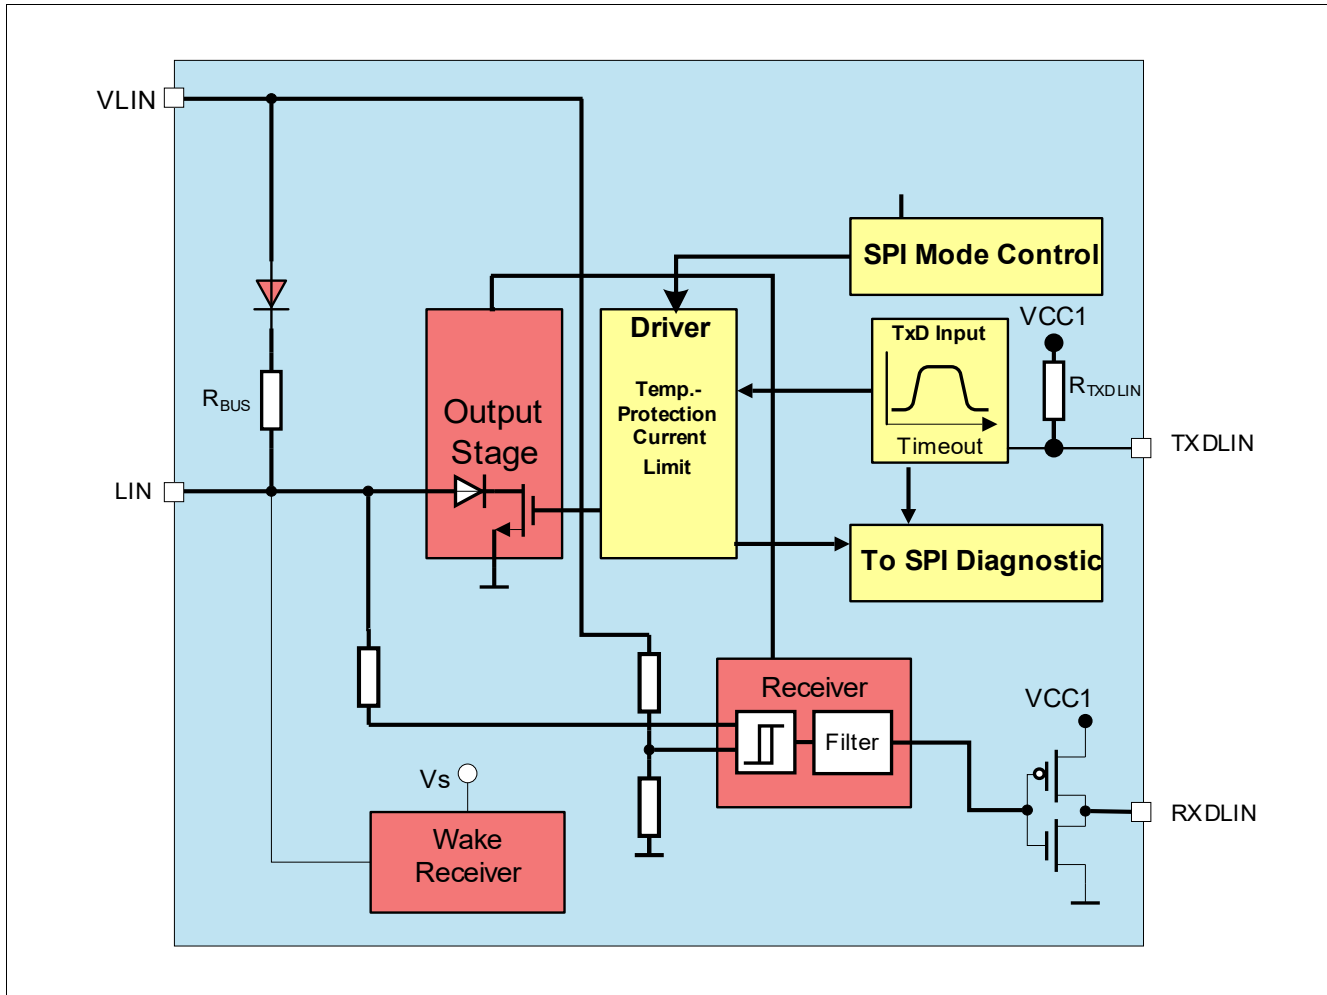 VLIN
SPI Mode Control
VCC1
Driver
TxD Input
Temp.-
Protection
Current
Limit
RBUS
Output
Stage
RTXDLIN
Timeout
TXDLIN
LIN
To SPI Diagnostic
Receiver
VCC1
Filter
Vs
RXDLIN
Wake
Receiver